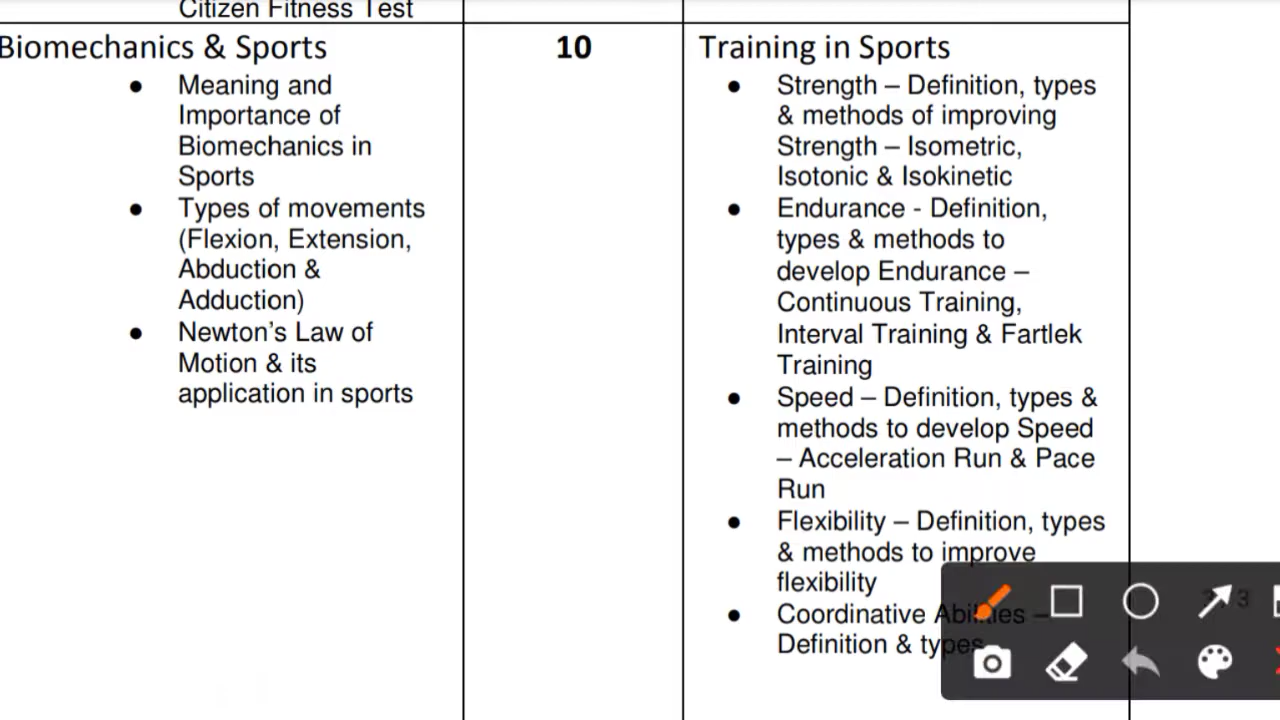 Citizen Fitness Test
Biomechanics & Sports
● Meaning and
Importance of
Biomechanics in
Sports
● Types of movements
(Flexion, Extension,
Abduction &
Adduction)
● Newton’s Law of
Motion & its
application in sports
10
Training in Sports
● Strength – Definition, types
& methods of improving
Strength – Isometric,
Isotonic & Isokinetic
● Endurance - Definition,
types & methods to
develop Endurance –
Continuous Training,
Interval Training & Fartlek
Training
● Speed – Definition, types &
methods to develop Speed
– Acceleration Run & Pace
Run
● Flexibility – Definition, types
& methods to improve
flexibility
● Coordinative Abilities –
Definition & types